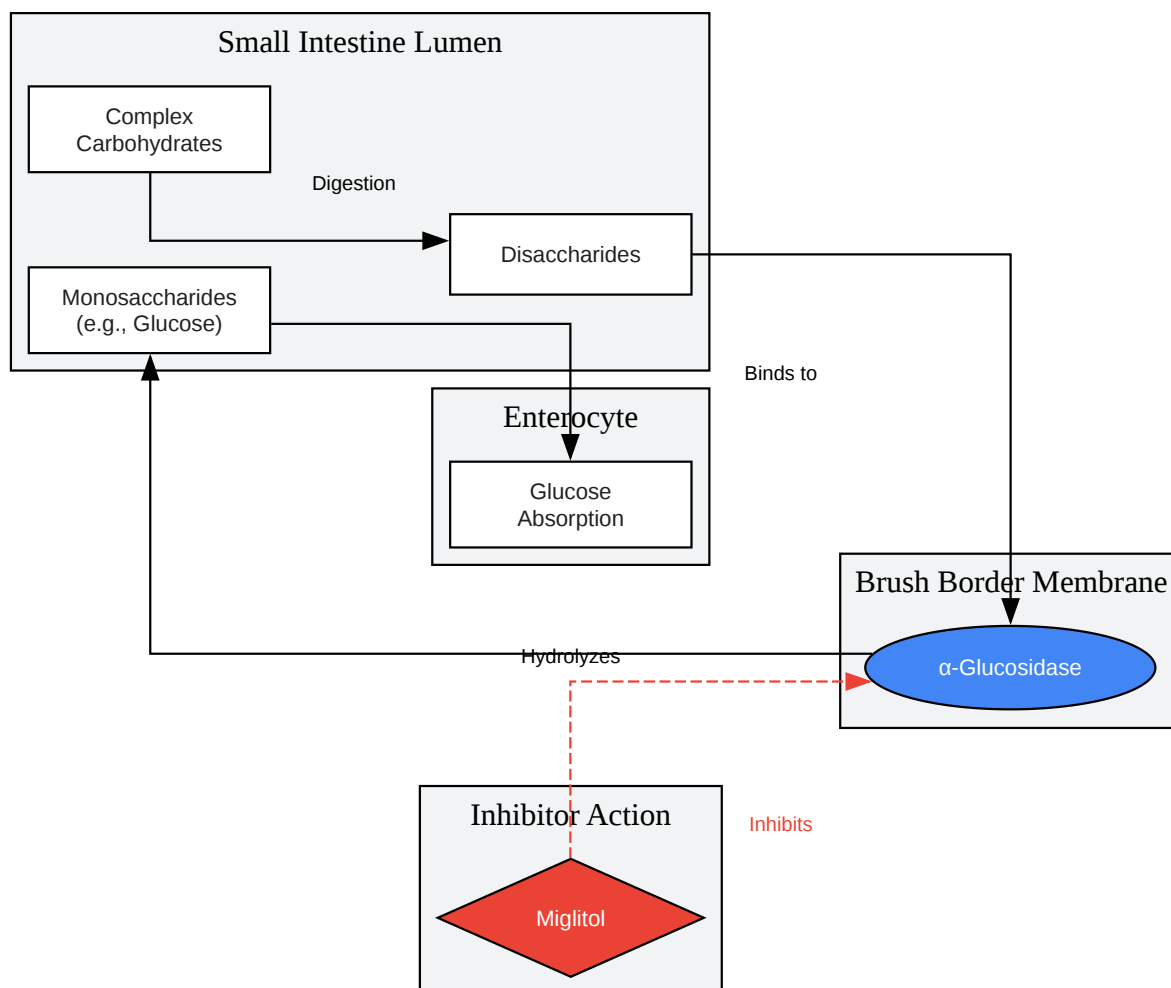 Small Intestine Lumen
Complex
Carbohydrates
Digestion
Disaccharides
Monosaccharides
(e.g., Glucose)
Binds to
Enterocyte
Glucose
Absorption
Brush Border Membrane
Hydrolyzes
α-Glucosidase
Inhibitor Action
Inhibits
Miglitol